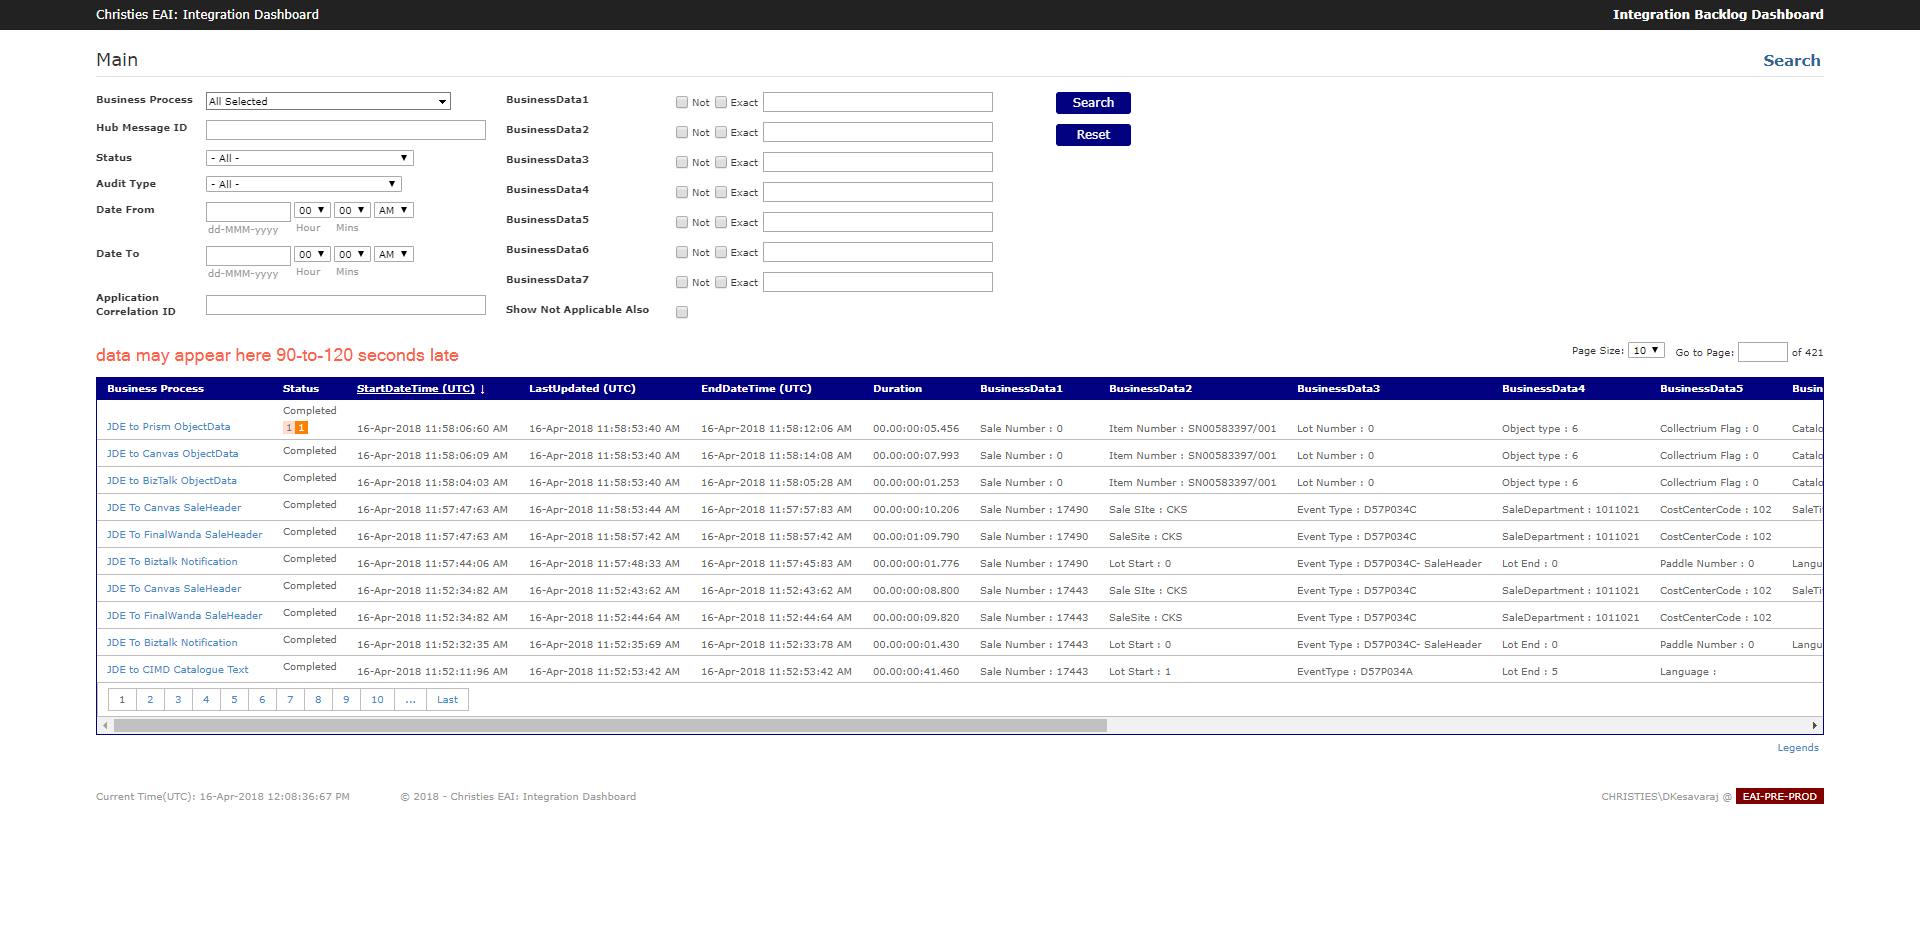 Christies EAI: Integration Dashboard Integration Backlog Dashboard
Main Search
Business Process All Selected BusinessData1 Not Exact Search
Hub Message ID BusinessData2 Not Exact Reset
Status - All - BusinessData3 Not Exact
Audit Type - All - BusinessData4 Not Exact
Date From 00 00 AM BusinessData5 Not Exact
dd-MMM-yyyy Hour Mins
Date To 00 00 AM BusinessData6 Not Exact
dd-MMM-yyyy Hour Mins BusinessData7 Not Exact
Application
Correlation ID Show Not Applicable Also
data may appear here 90-to-120 seconds late Page Size: 10 Go to Page: of 421
Business Process Status StartDateTime (UTC) ↓ LastUpdated (UTC) EndDateTime (UTC) Duration BusinessData1 BusinessData2 BusinessData3 BusinessData4 BusinessData5 Busin
Completed
JDE to Prism ObjectData 1 1 16-Apr-2018 11:58:06:60 AM 16-Apr-2018 11:58:53:40 AM 16-Apr-2018 11:58:12:06 AM 00.00:00:05.456 Sale Number : 0 Item Number : SN00583397/001 Lot Number : 0 Object type : 6 Collectrium Flag : 0 Catalo
JDE to Canvas ObjectData Completed 16-Apr-2018 11:58:06:09 AM 16-Apr-2018 11:58:53:40 AM 16-Apr-2018 11:58:14:08 AM 00.00:00:07.993 Sale Number : 0 Item Number : SN00583397/001 Lot Number : 0 Object type : 6 Collectrium Flag : 0 Catalo
JDE to BizTalk ObjectData Completed 16-Apr-2018 11:58:04:03 AM 16-Apr-2018 11:58:53:40 AM 16-Apr-2018 11:58:05:28 AM 00.00:00:01.253 Sale Number : 0 Item Number : SN00583397/001 Lot Number : 0 Object type : 6 Collectrium Flag : 0 Catalo
JDE To Canvas SaleHeader Completed 16-Apr-2018 11:57:47:63 AM 16-Apr-2018 11:58:53:44 AM 16-Apr-2018 11:57:57:83 AM 00.00:00:10.206 Sale Number : 17490 Sale SIte : CKS Event Type : D57P034C SaleDepartment : 1011021 CostCenterCode : 102 SaleTi
JDE To FinalWanda SaleHeader Completed 16-Apr-2018 11:57:47:63 AM 16-Apr-2018 11:58:57:42 AM 16-Apr-2018 11:58:57:42 AM 00.00:01:09.790 Sale Number : 17490 SaleSite : CKS Event Type : D57P034C SaleDepartment : 1011021 CostCenterCode : 102
JDE To Biztalk Notification Completed 16-Apr-2018 11:57:44:06 AM 16-Apr-2018 11:57:48:33 AM 16-Apr-2018 11:57:45:83 AM 00.00:00:01.776 Sale Number : 17490 Lot Start : 0 Event Type : D57P034C- SaleHeader Lot End : 0 Paddle Number : 0 Langu
JDE To Canvas SaleHeader Completed 16-Apr-2018 11:52:34:82 AM 16-Apr-2018 11:52:43:62 AM 16-Apr-2018 11:52:43:62 AM 00.00:00:08.800 Sale Number : 17443 Sale SIte : CKS Event Type : D57P034C SaleDepartment : 1011021 CostCenterCode : 102 SaleTi
JDE To FinalWanda SaleHeader Completed 16-Apr-2018 11:52:34:82 AM 16-Apr-2018 11:52:44:64 AM 16-Apr-2018 11:52:44:64 AM 00.00:00:09.820 Sale Number : 17443 SaleSite : CKS Event Type : D57P034C SaleDepartment : 1011021 CostCenterCode : 102
JDE To Biztalk Notification Completed 16-Apr-2018 11:52:32:35 AM 16-Apr-2018 11:52:35:69 AM 16-Apr-2018 11:52:33:78 AM 00.00:00:01.430 Sale Number : 17443 Lot Start : 0 Event Type : D57P034C- SaleHeader Lot End : 0 Paddle Number : 0 Langu
JDE to CIMD Catalogue Text Completed 16-Apr-2018 11:52:11:96 AM 16-Apr-2018 11:52:53:42 AM 16-Apr-2018 11:52:53:42 AM 00.00:00:41.460 Sale Number : 17443 Lot Start : 1 EventType : D57P034A Lot End : 5 Language :
1 2 3 4 5 6 7 8 9 10 ... Last
Legends
Current Time(UTC): 16-Apr-2018 12:08:36:67 PM © 2018 - Christies EAI: Integration Dashboard CHRISTIES\DKesavaraj @ EAI-PRE-PROD